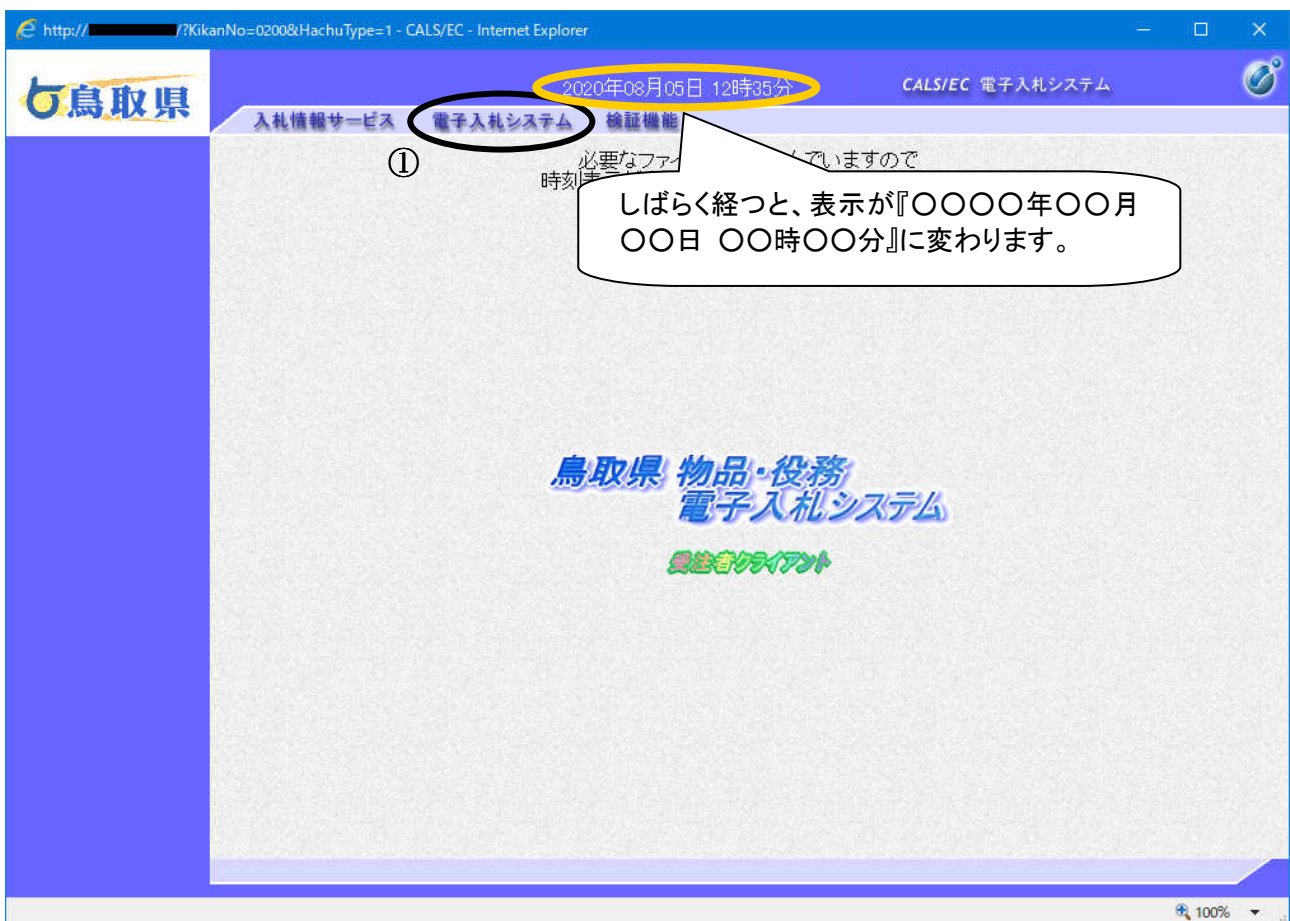 http:// /?KikanNo=0200&HachuType=1 - CALS/EC - Internet Explorer
鳥取県
2020年08月05日 12時35分
CALS/EC 電子入札システム
入札情報サービス 電子入札システム 検証機能
①
必要なファイ でいますので
時刻表示が
しばらく経つと、表示が『〇〇〇〇年〇〇月
〇〇日 〇〇時〇〇分』に変わります。
鳥取県 物品・役務
電子入札システム
受注者クライアント
100%